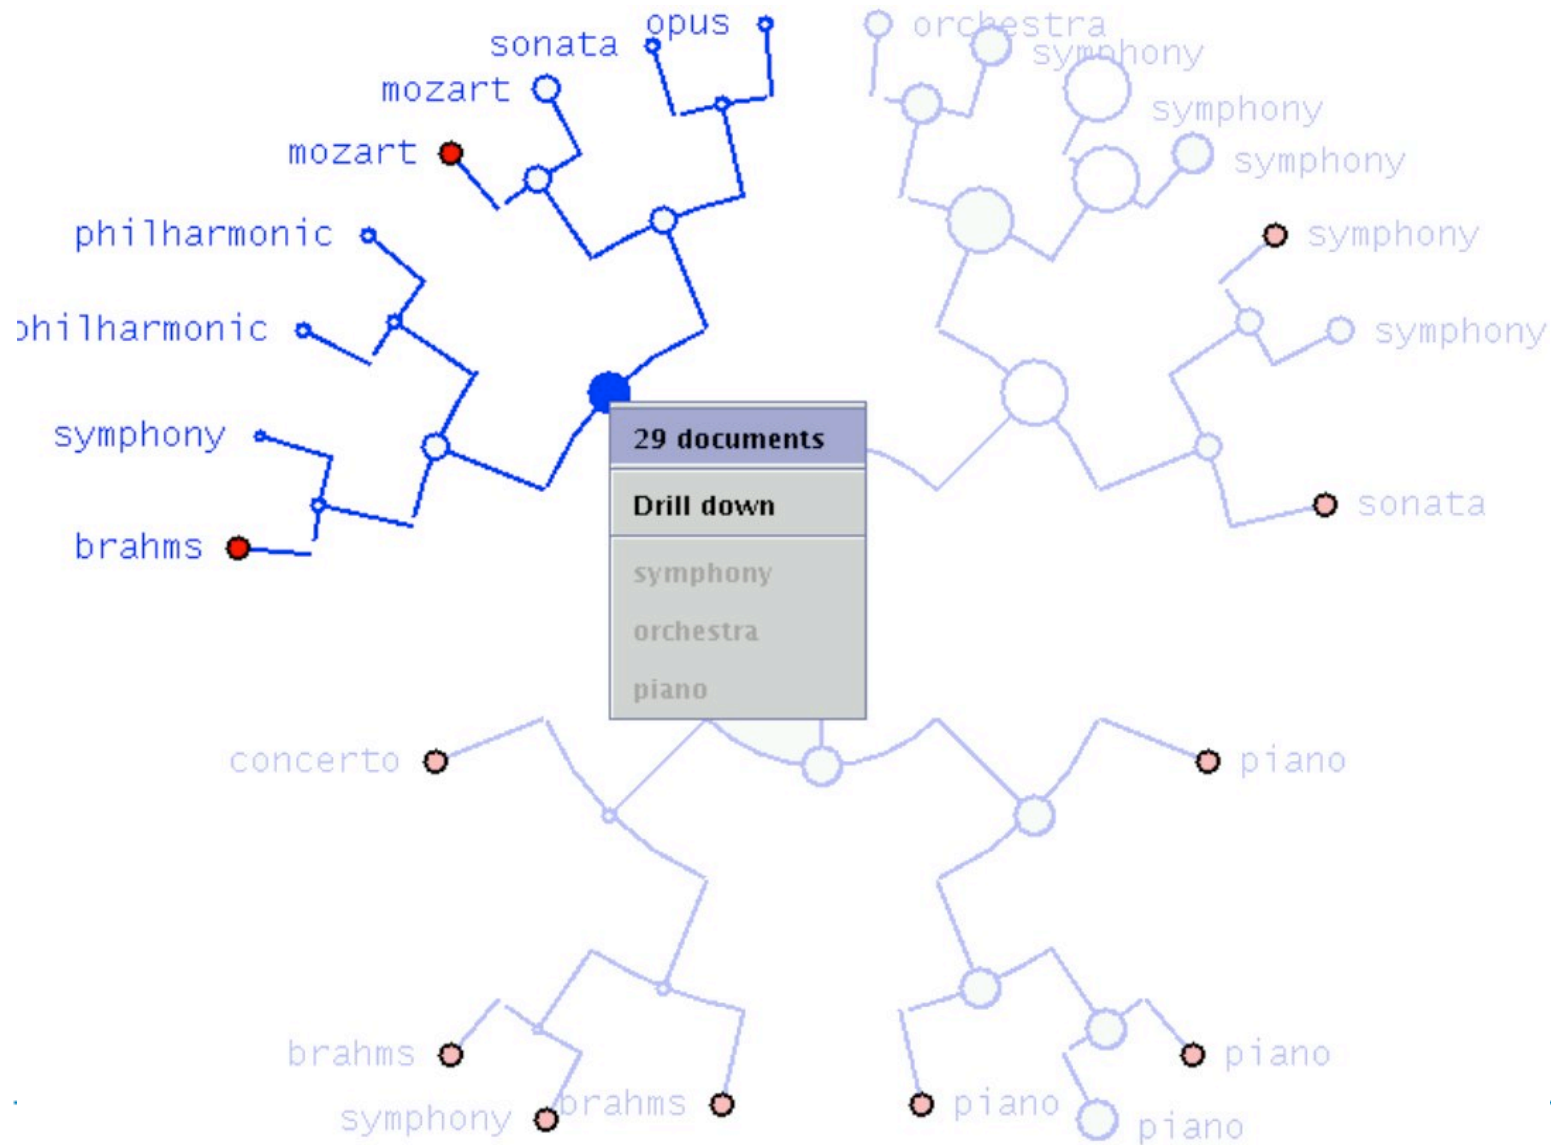 opus
orchestra
sonata
symphony
mozart
symphony
mozart
symphony
philharmonic
symphony
philharmonic
symphony
symphony
29 documents
Drill down
sonata
brahms
symphony
orchestra
piano
concerto
piano
brahms
piano
symphony
brahms
piano
piano